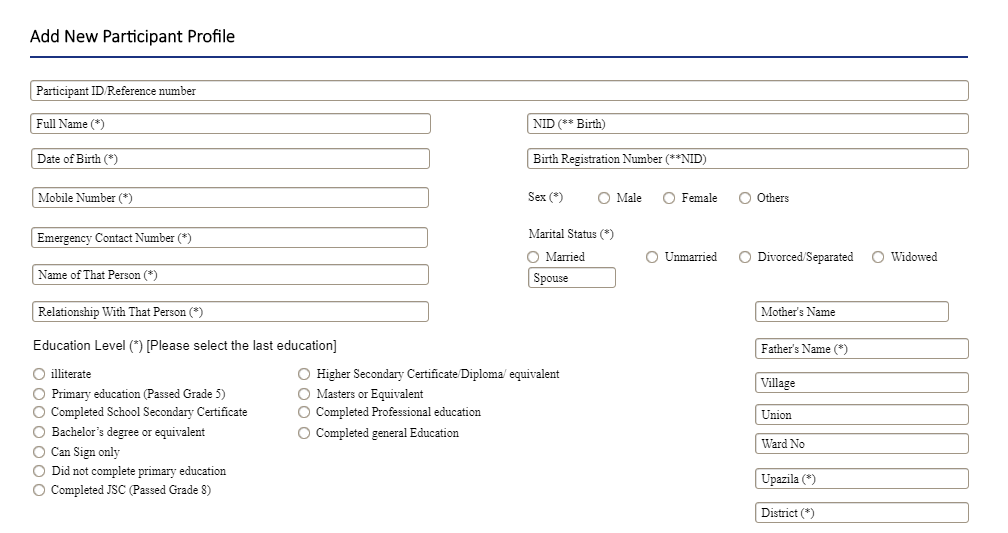 Add New Participant Profile
Participant ID/Reference number
Full Name (*)
NID (** Birth)
Date of Birth (*)
Birth Registration Number (**NID)
Mobile Number (*)
Sex (*) Male Female Others
Emergency Contact Number (*)
Marital Status (*)
Married Unmarried Divorced/Separated Widowed
Name of That Person (*)
Spouse
Relationship With That Person (*)
Mother's Name
Education Level (*) [Please select the last education]
Father's Name (*)
illiterate
Higher Secondary Certificate/Diploma/ equivalent
Village
Primary education (Passed Grade 5)
Masters or Equivalent
Completed School Secondary Certificate
Completed Professional education
Union
Bachelor's degree or equivalent
Completed general Education
Ward No
Can Sign only
Did not complete primary education
Upazila (*)
Completed JSC (Passed Grade 8)
District (*)